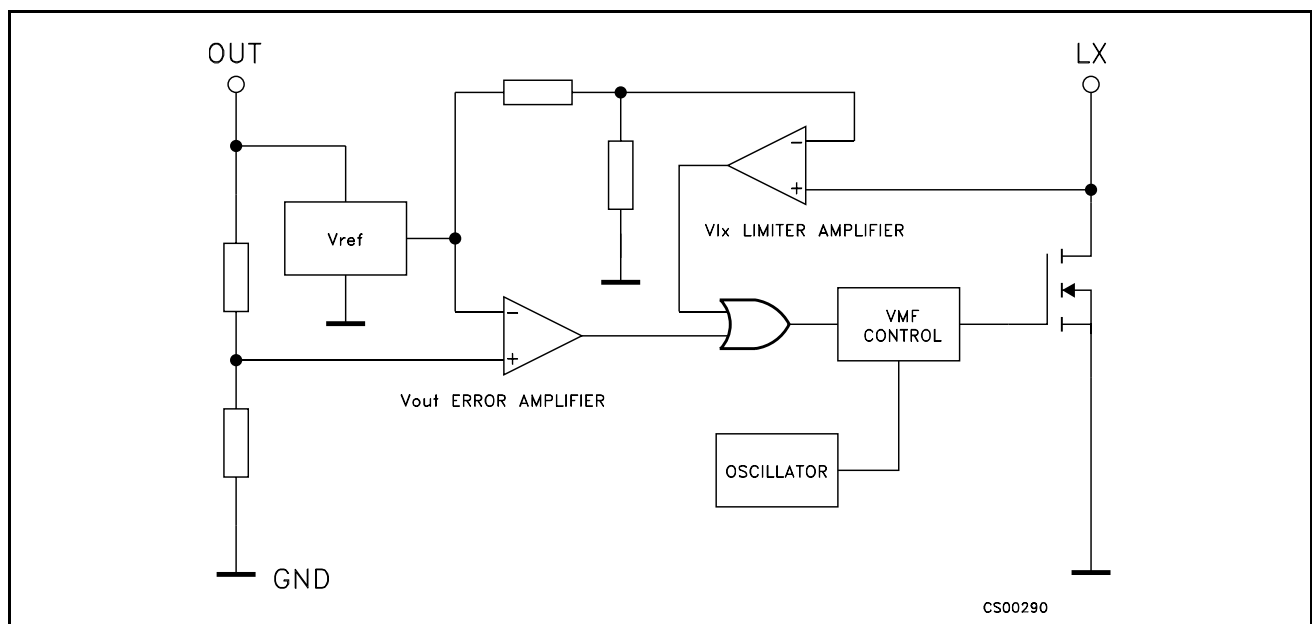 OUT
LX
Vref
−
+
Vlx LIMITER AMPLIFIER
−
+
Vout ERROR AMPLIFIER
VMF
CONTROL
OSCILLATOR
GND
CS00290